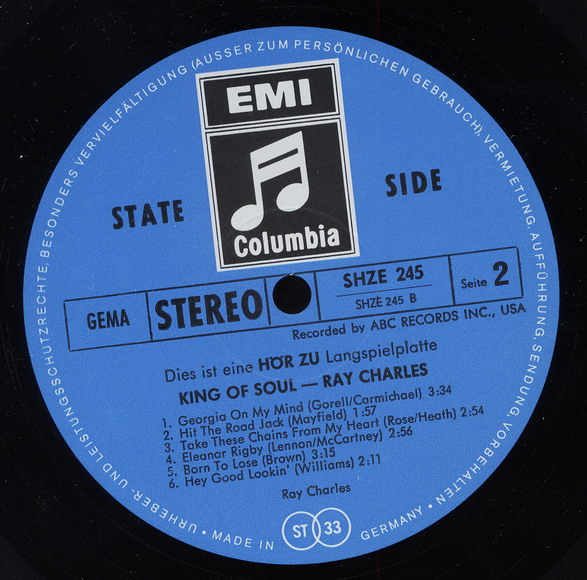 URHEBER- UND LEISTUNGSSCHUTZRECHTE, BESONDERS VERVIELFÄLTIGUNG (AUSSER ZUM PERSÖNLICHEN GEBRAUCH), VERMIETUNG, AUFFÜHRUNG, SENDUNG, VORBEHALTEN •
EMI
Columbia
STATE SIDE
GEMA STEREO SHZE 245 Seite 2
SHZE 245 B
Recorded by ABC RECORDS INC., USA
Dies ist eine HÖR ZU Langspielplatte
KING OF SOUL — RAY CHARLES
1. Georgia On My Mind (Gorell/Carmichael) 3:34
2. Hit The Road Jack (Mayfield) 1:57
3. Take These Chains From My Heart (Rose/Heath) 2:54
4. Eleanor Rigby (Lennon/McCartney) 2:56
5. Born To Lose (Brown) 3:15
6. Hey Good Lookin' (Williams) 2:11
Ray Charles
• MADE IN ST 33 GERMANY •